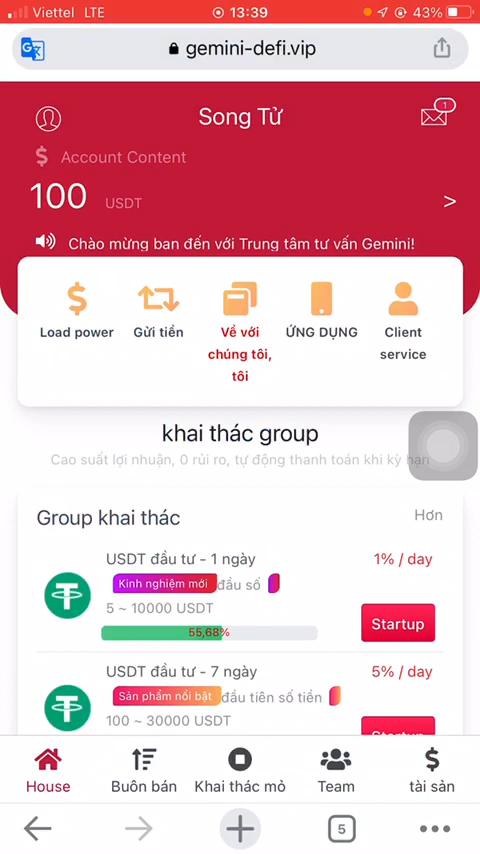 Viettel LTE 13:39 43%
gemini-defi.vip
Song Tử
1
$ Account Content
100 USDT >
Chào mừng bạn đến với Trung tâm tư vấn Gemini!
Load power
Gửi tiền
Về với
chúng tôi,
tôi
ỨNG DỤNG
Client
service
khai thác group
Cao suất lợi nhuận, 0 rủi ro, tự động thanh toán khi kỳ hạn
Group khai thác
Hơn
USDT đầu tư - 1 ngày
1% / day
Kinh nghiệm mới đầu số
5 ~ 10000 USDT
55,68%
Startup
USDT đầu tư - 7 ngày
5% / day
Sản phẩm nổi bật đầu tiên số tiền
100 ~ 30000 USDT
Startup
House
Buôn bán
Khai thác mỏ
Team
tài sản
5